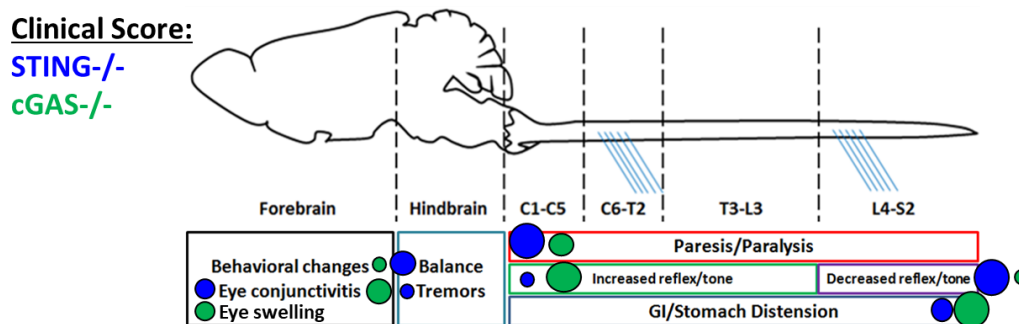 Clinical Score:
STING-/-
cGAS-/-
Forebrain
Hindbrain
C1-C5
C6-T2
T3-L3
L4-S2
Behavioral changes
Eye conjunctivitis
Eye swelling
Balance
Tremors
Paresis/Paralysis
Increased reflex/tone
Decreased reflex/tone
GI/Stomach Distension